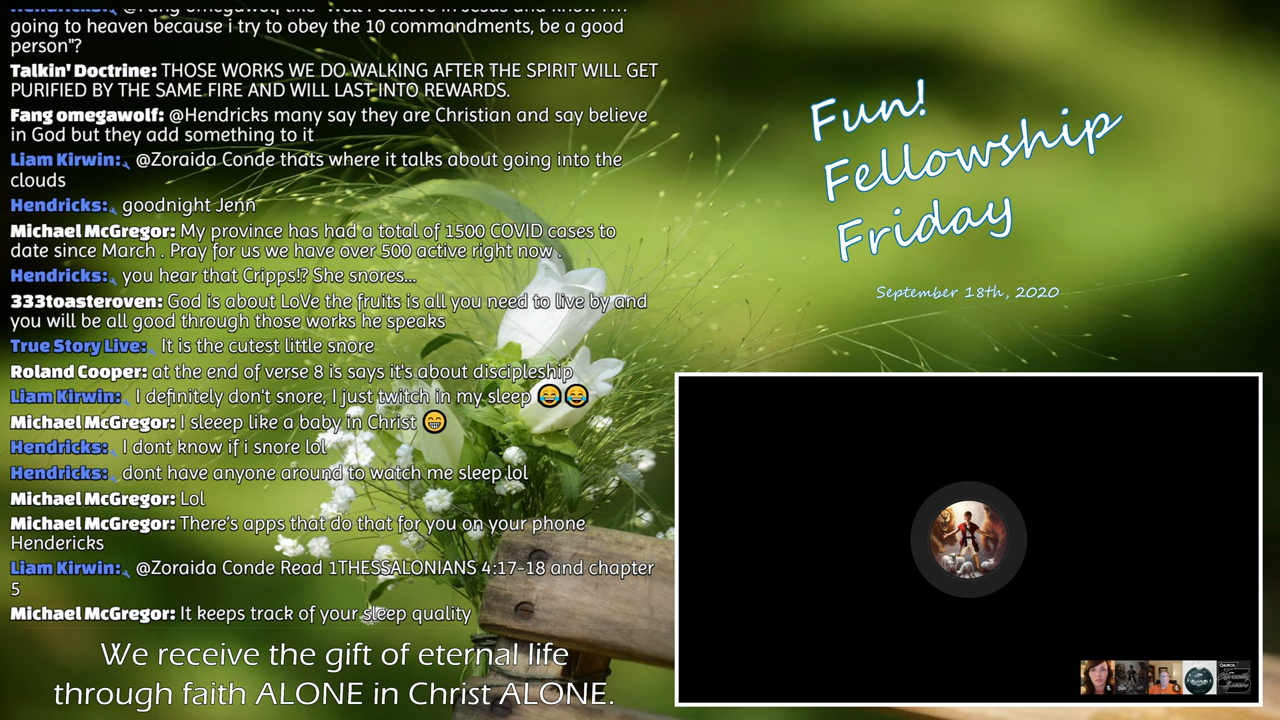 Hendricks: @Fang omegawolf, like "Well I believe in Jesus and know I'm
going to heaven because i try to obey the 10 commandments, be a good
person"?
Talkin' Doctrine: THOSE WORKS WE DO WALKING AFTER THE SPIRIT WILL GET
PURIFIED BY THE SAME FIRE AND WILL LAST INTO REWARDS.
Fang omegawolf: @Hendricks many say they are Christian and say believe
in God but they add something to it
Liam Kirwin: @Zoraida Conde thats where it talks about going into the
clouds
Hendricks: goodnight Jenn
Michael McGregor: My province has had a total of 1500 COVID cases to
date since March . Pray for us we have over 500 active right now .
Hendricks: you hear that Cripps!? She snores...
333toasteroven: God is about LoVe the fruits is all you need to live by and
you will be all good through those works he speaks
True Story Live: It is the cutest little snore
Roland Cooper: at the end of verse 8 is says it's about discipleship
Liam Kirwin: I definitely don't snore, I just twitch in my sleep 😂😂
Michael McGregor: I sleeep like a baby in Christ 😁
Hendricks: I dont know if i snore lol
Hendricks: dont have anyone around to watch me sleep lol
Michael McGregor: Lol
Michael McGregor: There's apps that do that for you on your phone
Hendericks
Liam Kirwin: @Zoraida Conde Read 1THESSALONIANS 4:17-18 and chapter
5
Michael McGregor: It keeps track of your sleep quality
We receive the gift of eternal life
through faith ALONE in Christ ALONE.
Fun!
Fellowship
Friday
September 18th, 2020